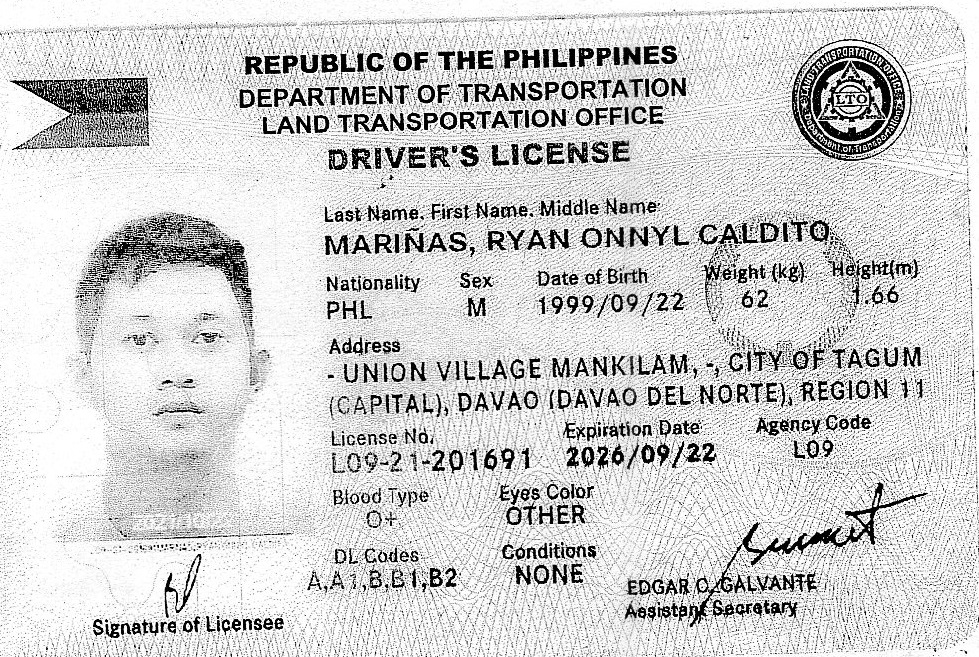 REPUBLIC OF THE PHILIPPINES
DEPARTMENT OF TRANSPORTATION
LAND TRANSPORTATION OFFICE
DRIVER'S LICENSE
LAND TRANSPORTATION OFFICE
LTO
Department of Transportation
Last Name, First Name, Middle Name
MARIÑAS, RYAN ONNYL CALDITO
Nationality Sex Date of Birth Weight (kg) Height(m)
PHL M 1999/09/22 62 1.66
Address
- UNION VILLAGE MANKILAM, -, CITY OF TAGUM
(CAPITAL), DAVAO (DAVAO DEL NORTE), REGION 11
License No. Expiration Date Agency Code
L09-21-201691 2026/09/22 L09
Blood Type Eyes Color
O+ OTHER
DL Codes Conditions
A,A1,B,B1,B2 NONE
EDGAR C. GALVANTE
Assistant Secretary
Signature of Licensee